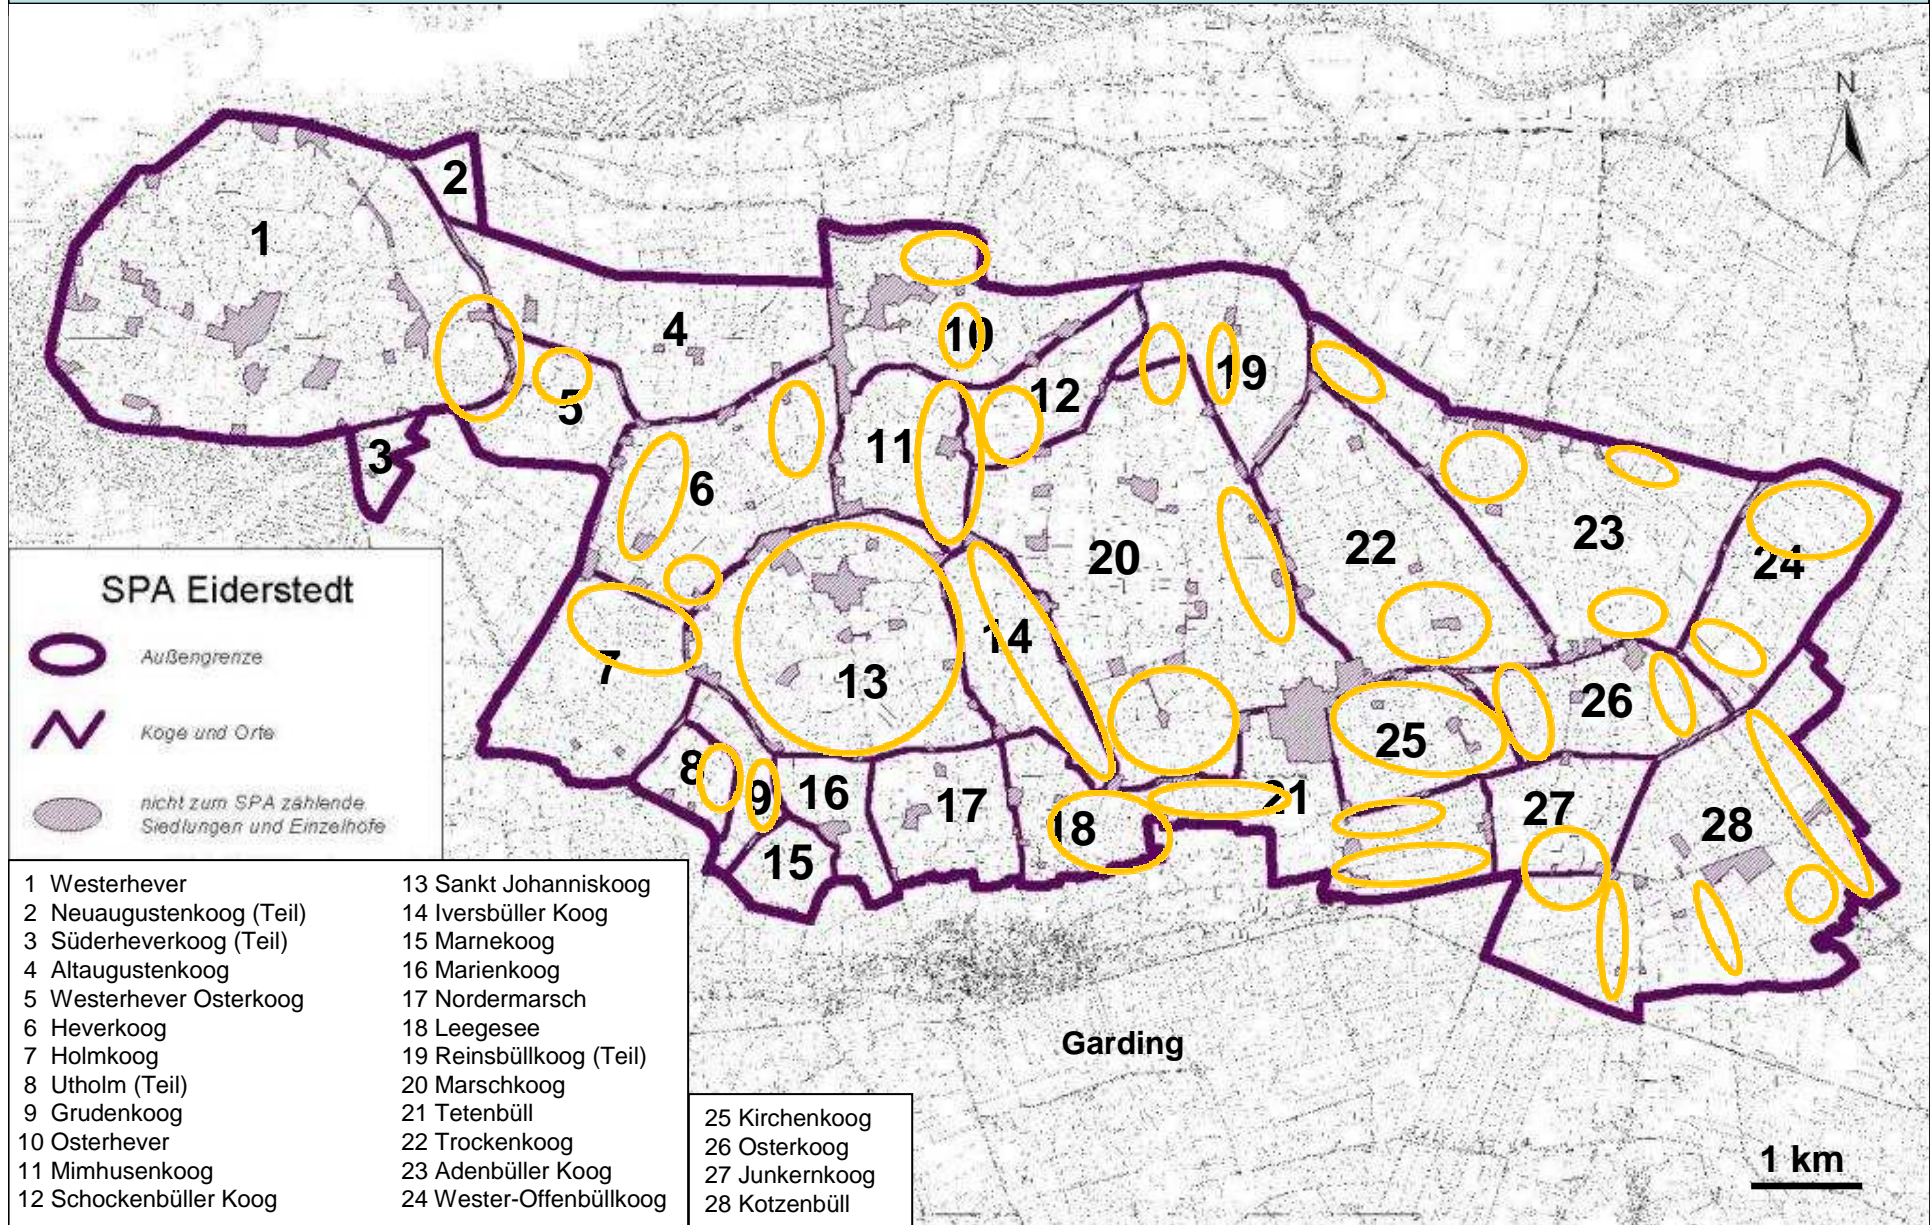 N
1
2
3
4
5
6
7
8
9
10
11
12
13
14
15
16
17
18
19
20
21
22
23
24
25
26
27
28
SPA Eiderstedt
Außengrenze
Koge und Orte
nicht zum SPA zählende
Siedlungen und Einzelhofe
1 Westerhever
2 Neuaugustenkoog (Teil)
3 Süderheverkoog (Teil)
4 Altaugustenkoog
5 Westerhever Osterkoog
6 Heverkoog
7 Holmkoog
8 Utholm (Teil)
9 Grudenkoog
10 Osterhever
11 Mimhusenkoog
12 Schockenbüller Koog
13 Sankt Johanniskoog
14 Iversbüller Koog
15 Marnekoog
16 Marienkoog
17 Nordermarsch
18 Leegesee
19 Reinsbüllkoog (Teil)
20 Marschkoog
21 Tetenbüll
22 Trockenkoog
23 Adenbüller Koog
24 Wester-Offenbüllkoog
25 Kirchenkoog
26 Osterkoog
27 Junkernkoog
28 Kotzenbüll
Garding
1 km